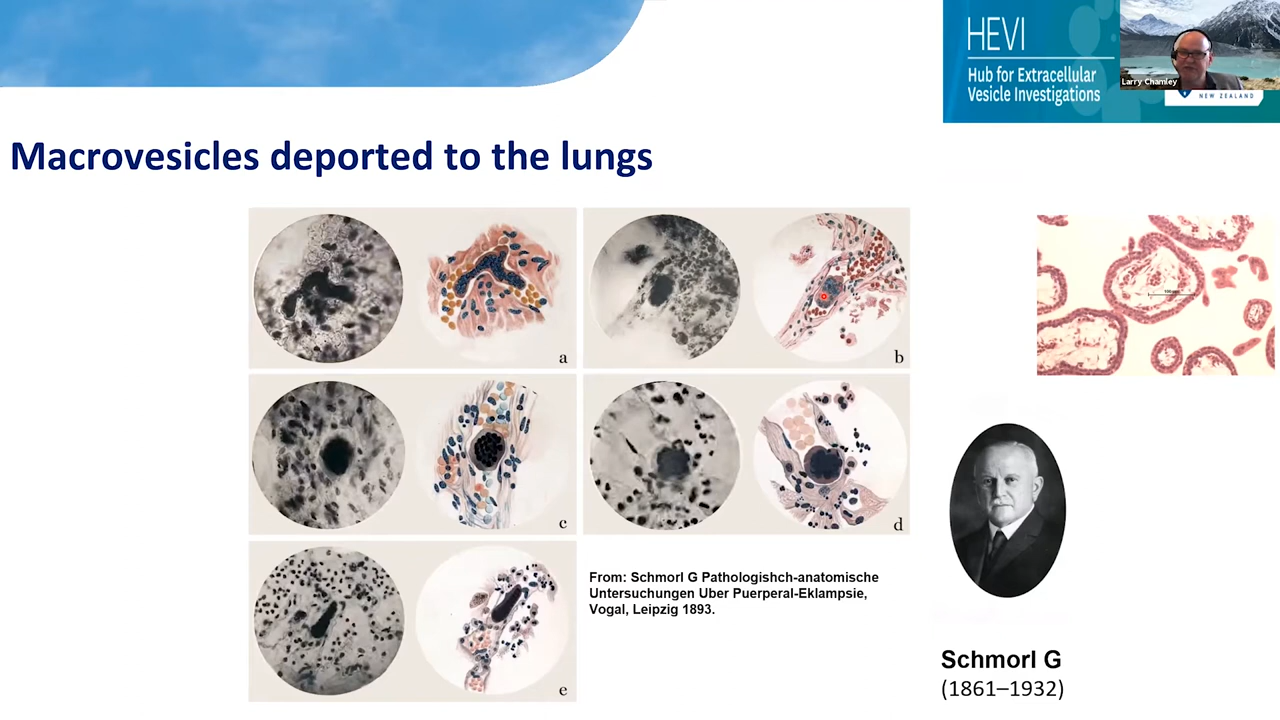 HEVI
Hub for Extracellular
Vesicle Investigations
Larry Chamley
NEW ZEALAND
Macrovesicles deported to the lungs
a
b
c
d
e
From: Schmorl G Pathologishch-anatomische
Untersuchungen Uber Puerperal-Eklampsie,
Vogal, Leipzig 1893.
Schmorl G
(1861–1932)